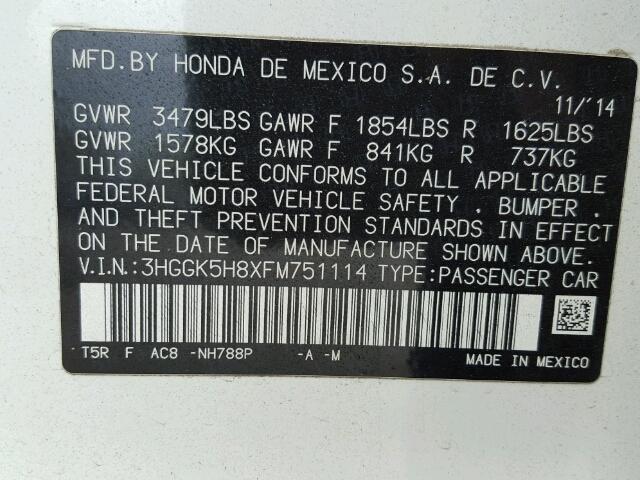 MFD. BY HONDA DE MEXICO S.A. DE C.V.
11/'14
GVWR 3479LBS GAWR F 1854LBS R 1625LBS
GVWR 1578KG GAWR F 841KG R 737KG
THIS VEHICLE CONFORMS TO ALL APPLICABLE
FEDERAL MOTOR VEHICLE SAFETY . BUMPER .
AND THEFT PREVENTION STANDARDS IN EFFECT
ON THE DATE OF MANUFACTURE SHOWN ABOVE.
V.I.N.:3HGGK5H8XFM751114 TYPE:PASSENGER CAR
T5R F AC8 -NH788P -A -M
MADE IN MEXICO